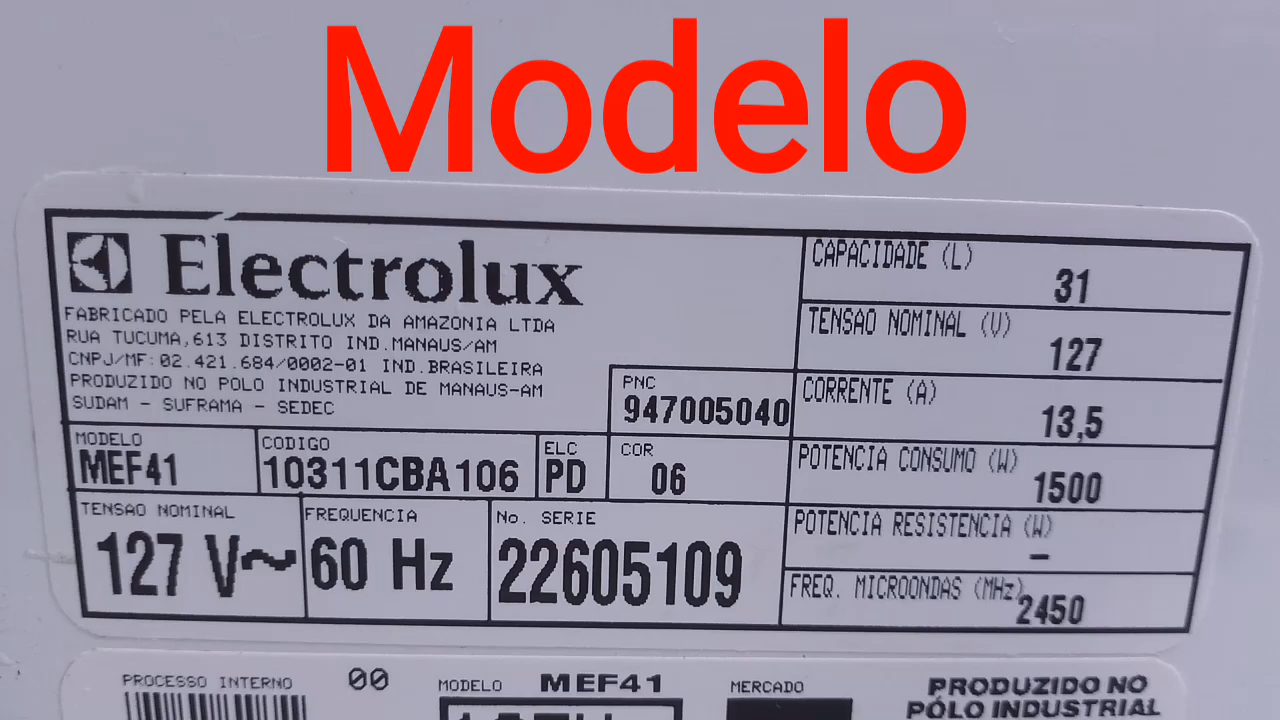 Modelo
Electrolux
FABRICADO PELA ELECTROLUX DA AMAZONIA LTDA
RUA TUCUMA,613 DISTRITO IND.MANAUS/AM
CNPJ/MF:02.421.684/0002-01 IND.BRASILEIRA
PRODUZIDO NO POLO INDUSTRIAL DE MANAUS-AM
SUDAM - SUFRAMA - SEDEC
PNC
947005040
MODELO
MEF41
CODIGO
10311CBA106
ELC
PD
COR
06
TENSAO NOMINAL
127 V~
FREQUENCIA
60 Hz
No. SERIE
22605109
CAPACIDADE (L)
31
TENSAO NOMINAL (V)
127
CORRENTE (A)
13,5
POTENCIA CONSUMO (W)
1500
POTENCIA RESISTENCIA (W)
-
FREQ. MICROONDAS (MHz)
2450
PROCESSO INTERNO
00
MODELO MEF41
MERCADO
PRODUZIDO NO
PÓLO INDUSTRIAL